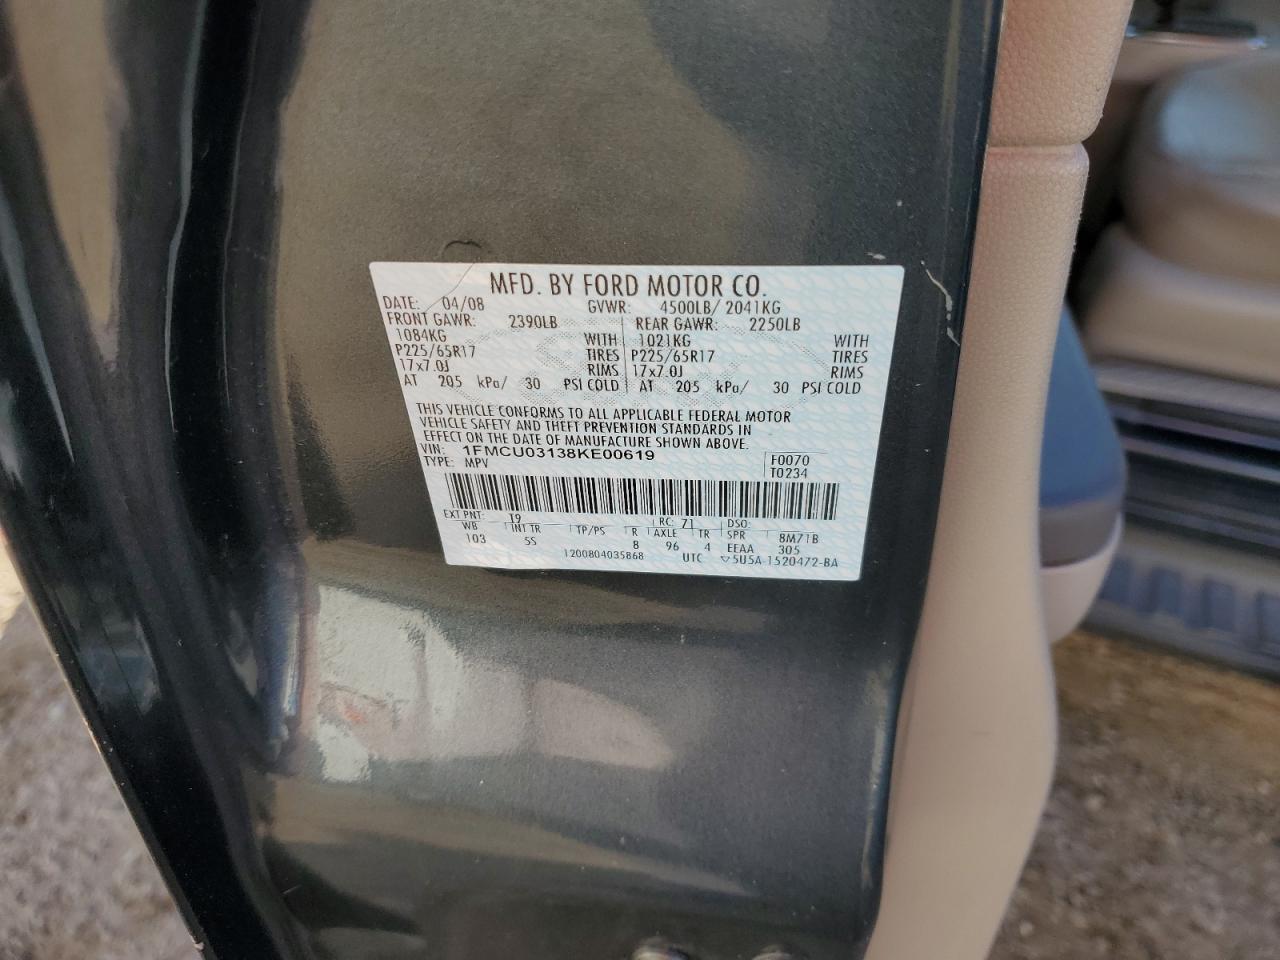 MFD. BY FORD MOTOR CO.
DATE: 04/08 GVWR: 4500LB/ 2041KG
FRONT GAWR: 2390LB REAR GAWR: 2250LB
1084KG WITH 1021KG WITH
P225/65R17 TIRES P225/65R17 TIRES
17x7.0J RIMS 17x7.0J RIMS
AT 205 kPa/ 30 PSI COLD AT 205 kPa/ 30 PSI COLD
THIS VEHICLE CONFORMS TO ALL APPLICABLE FEDERAL MOTOR
VEHICLE SAFETY AND THEFT PREVENTION STANDARDS IN
EFFECT ON THE DATE OF MANUFACTURE SHOWN ABOVE.
VIN: 1FMCU03138KE00619 F0070
TYPE: MPV T0234
EXT PNT: T9 RC: 71 DSO:
WB INT TR TP/PS R AXLE TR SPR 8M71B
103 5S 8 96 4 EEAA 305
1200804035868 UTC ▽5U5A 1520472-BA